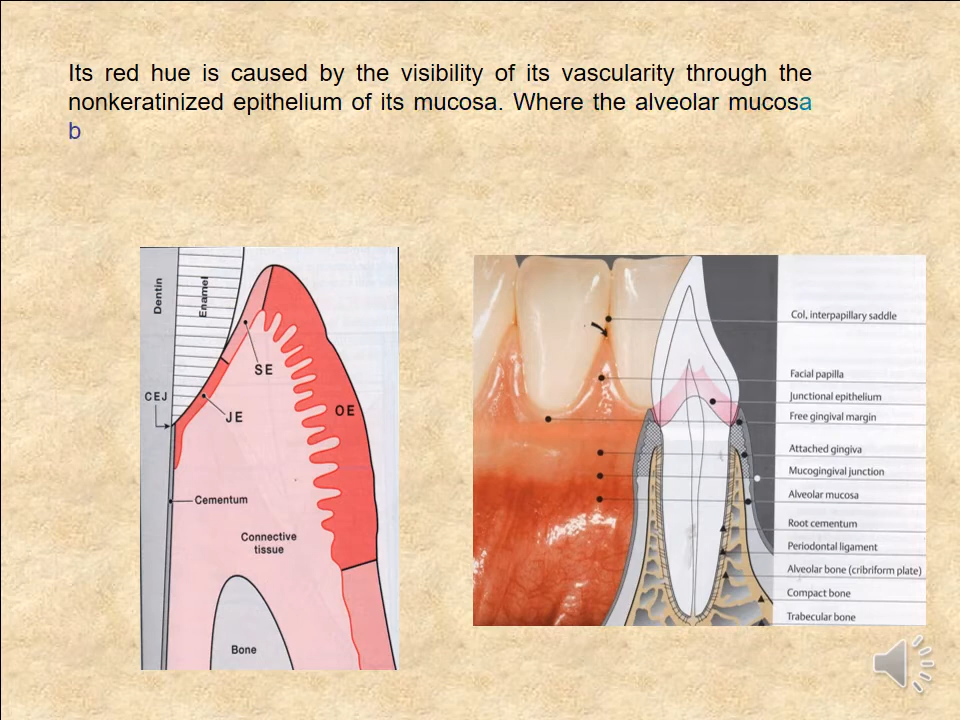 Its red hue is caused by the visibility of its vascularity through the
nonkeratinized epithelium of its mucosa. Where the alveolar mucosa
b
Dentin
Enamel
SE
CEJ
JE
OE
Cementum
Connective
tissue
Bone
Col, interpapillary saddle
Facial papilla
Junctional epithelium
Free gingival margin
Attached gingiva
Mucogingival junction
Alveolar mucosa
Root cementum
Periodontal ligament
Alveolar bone (cribriform plate)
Compact bone
Trabecular bone